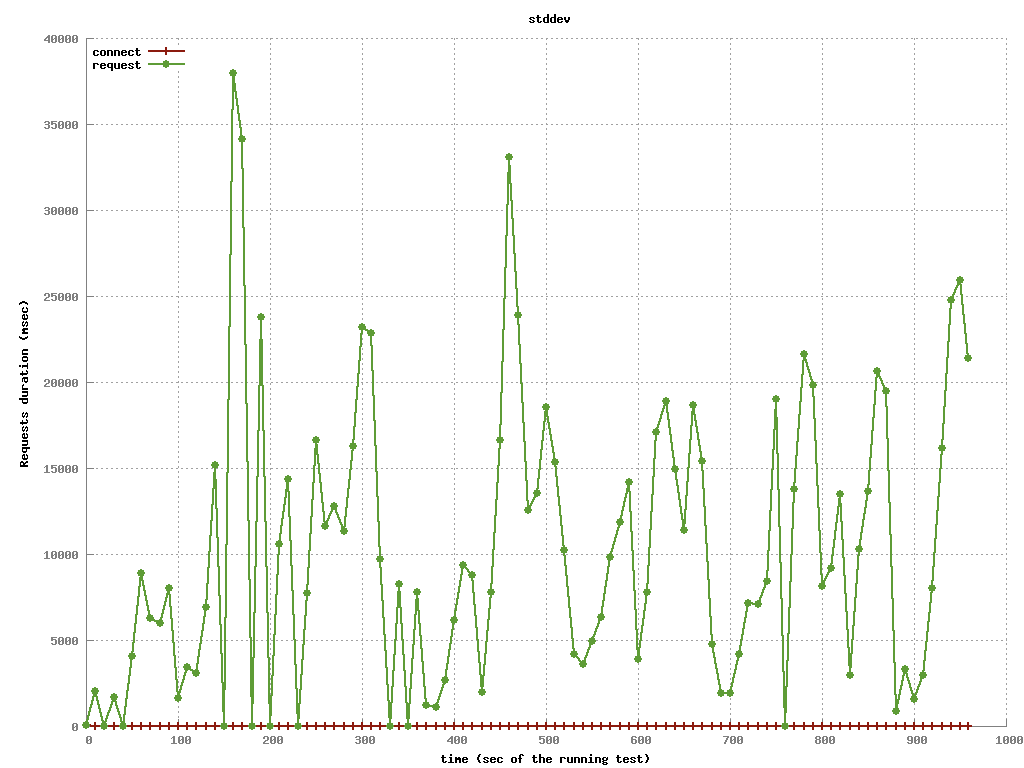 stddev
connect
request
40000
35000
30000
25000
20000
15000
10000
5000
0
Requests duration (msec)
0 100 200 300 400 500 600 700 800 900 1000
time (sec of the running test)